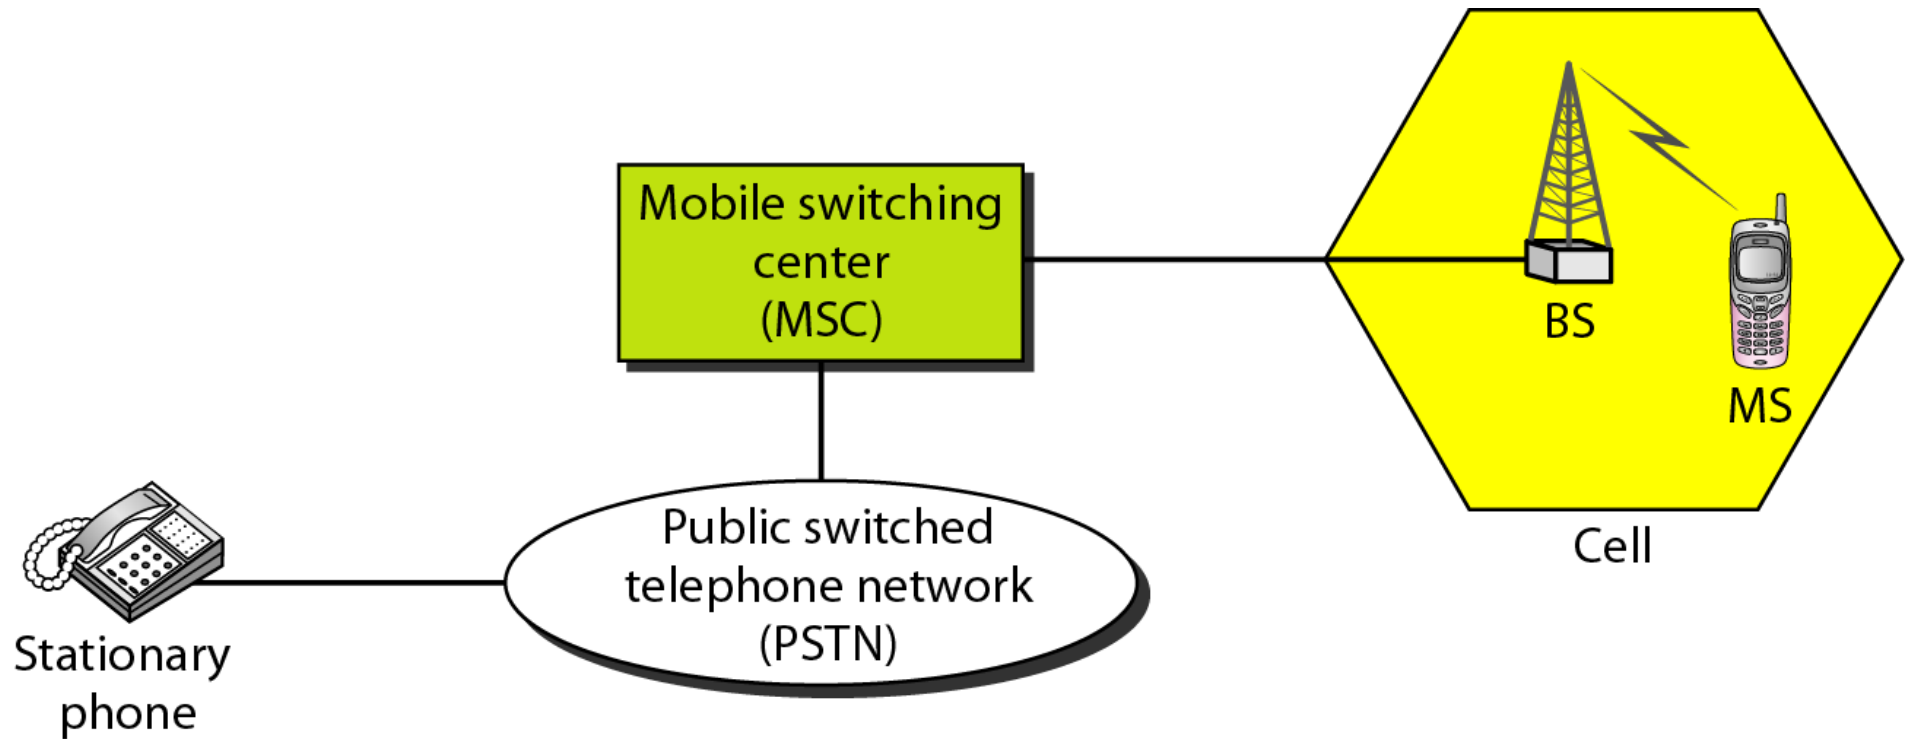 Mobile switching
center
(MSC)
BS
MS
Cell
Public switched
telephone network
(PSTN)
Stationary
phone